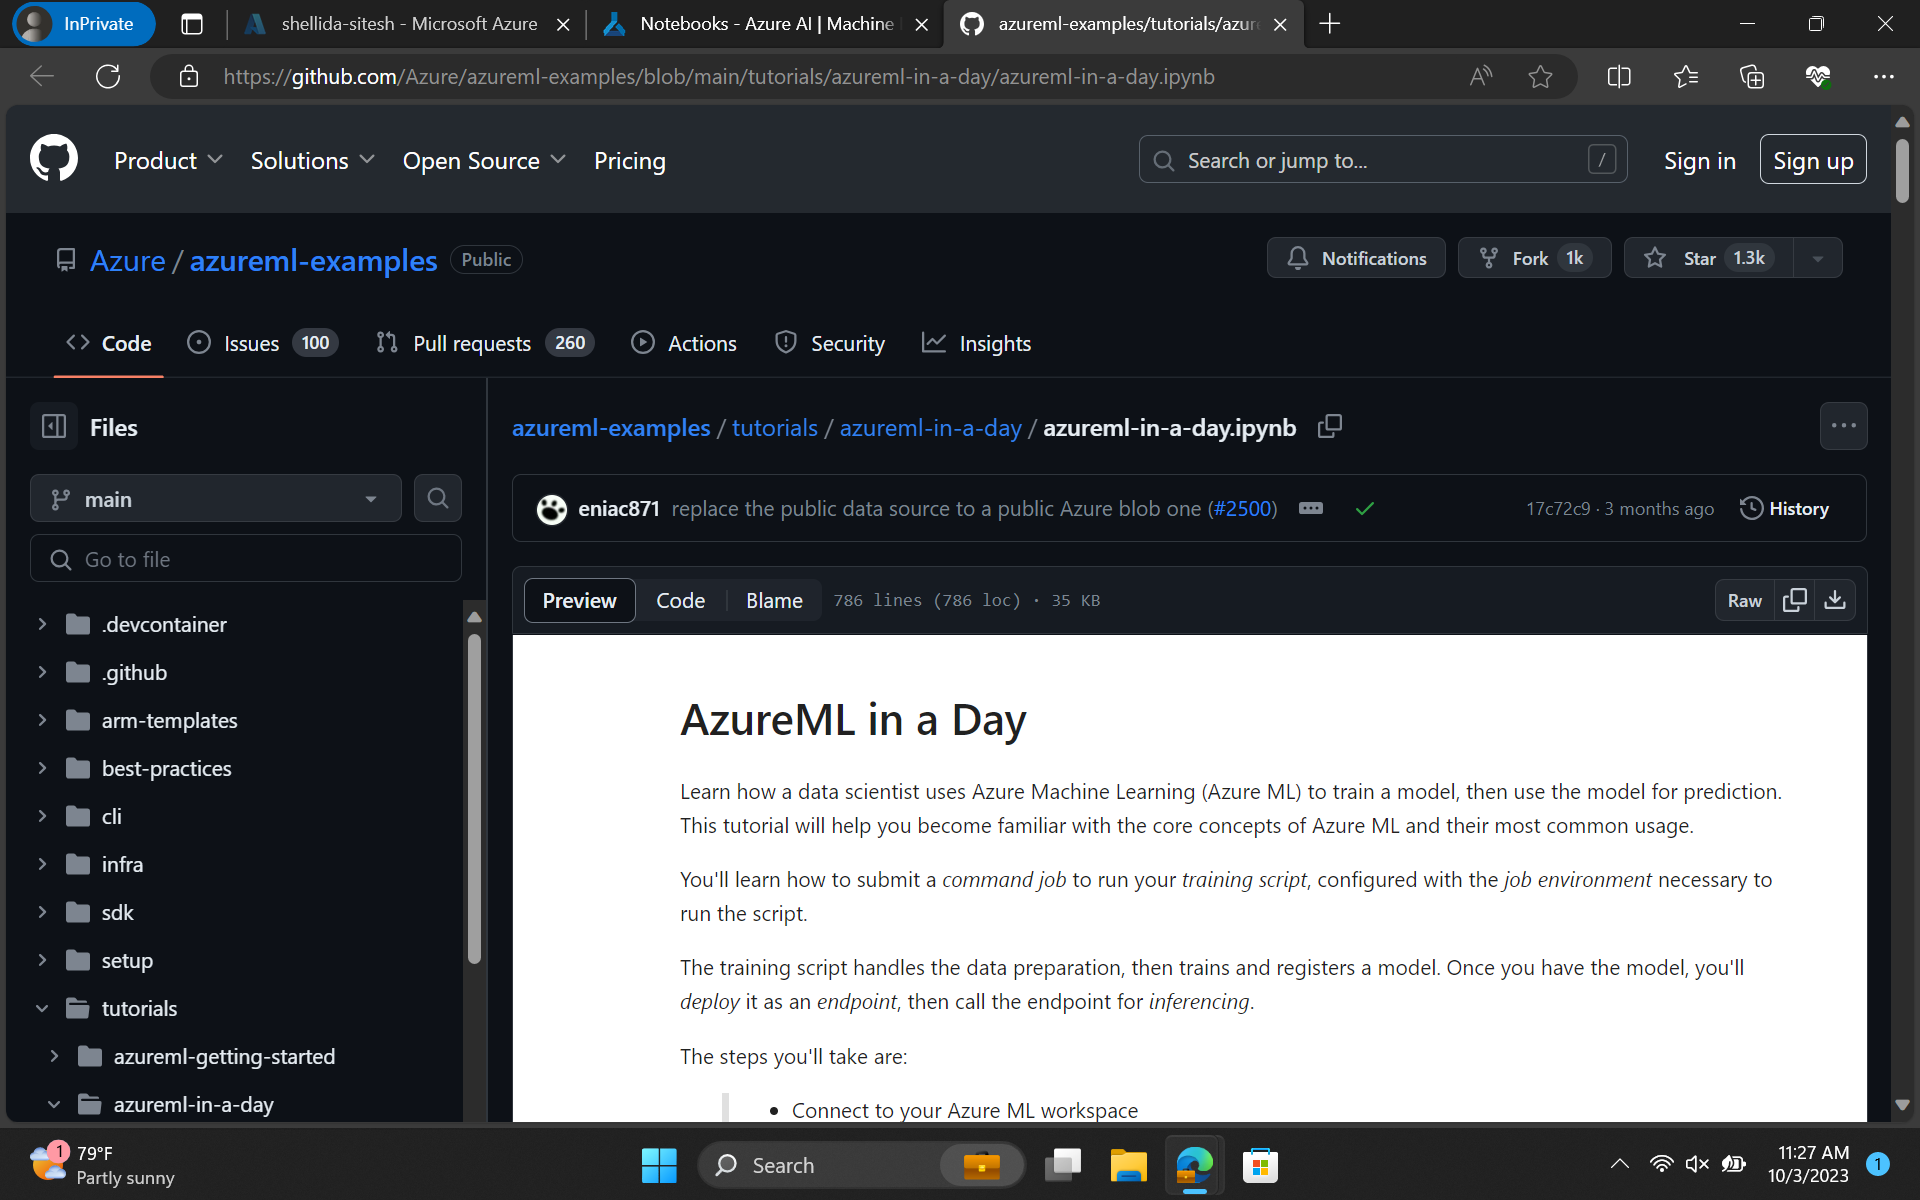 InPrivate
shellida-sitesh - Microsoft Azure
Notebooks - Azure AI | Machine
azureml-examples/tutorials/azure
https://github.com/Azure/azureml-examples/blob/main/tutorials/azureml-in-a-day/azureml-in-a-day.ipynb
Product
Solutions
Open Source
Pricing
Search or jump to...
/
Sign in
Sign up
Azure / azureml-examples
Public
Notifications
Fork 1k
Star 1.3k
Code
Issues 100
Pull requests 260
Actions
Security
Insights
Files
main
Go to file
.devcontainer
.github
arm-templates
best-practices
cli
infra
sdk
setup
tutorials
azureml-getting-started
azureml-in-a-day
azureml-examples / tutorials / azureml-in-a-day / azureml-in-a-day.ipynb
eniac871 replace the public data source to a public Azure blob one (#2500)
17c72c9 · 3 months ago
History
Preview
Code
Blame
786 lines (786 loc) · 35 KB
Raw
AzureML in a Day
Learn how a data scientist uses Azure Machine Learning (Azure ML) to train a model, then use the model for prediction.
This tutorial will help you become familiar with the core concepts of Azure ML and their most common usage.
You'll learn how to submit a command job to run your training script, configured with the job environment necessary to
run the script.
The training script handles the data preparation, then trains and registers a model. Once you have the model, you'll
deploy it as an endpoint, then call the endpoint for inferencing.
The steps you'll take are:
• Connect to your Azure ML workspace
1
79°F
Partly sunny
Search
11:27 AM
10/3/2023
1